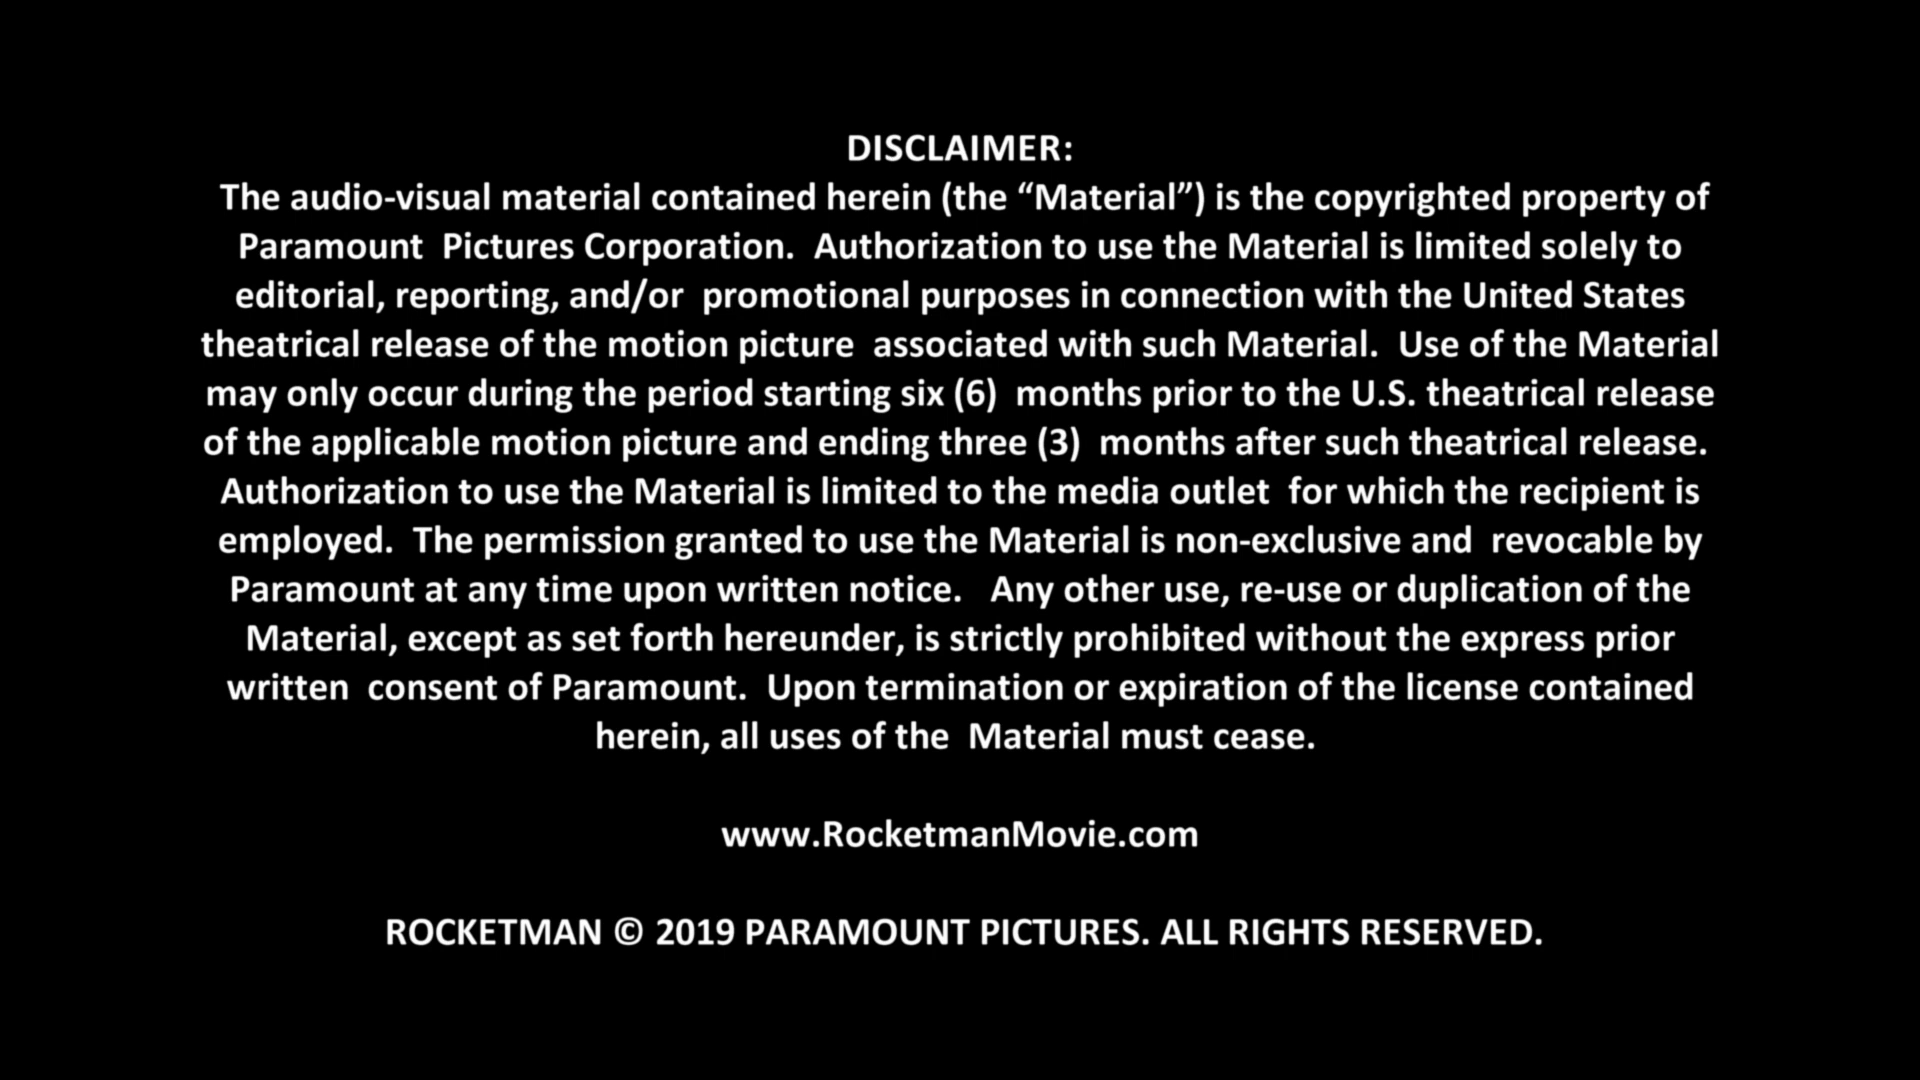 DISCLAIMER:
The audio-visual material contained herein (the “Material”) is the copyrighted property of
Paramount  Pictures Corporation.  Authorization to use the Material is limited solely to
editorial, reporting, and/or  promotional purposes in connection with the United States
theatrical release of the motion picture  associated with such Material.  Use of the Material
may only occur during the period starting six (6)  months prior to the U.S. theatrical release
of the applicable motion picture and ending three (3)  months after such theatrical release.
Authorization to use the Material is limited to the media outlet  for which the recipient is
employed.  The permission granted to use the Material is non-exclusive and  revocable by
Paramount at any time upon written notice.   Any other use, re-use or duplication of the
Material, except as set forth hereunder, is strictly prohibited without the express prior
written  consent of Paramount.  Upon termination or expiration of the license contained
herein, all uses of the  Material must cease.
www.RocketmanMovie.com
ROCKETMAN © 2019 PARAMOUNT PICTURES. ALL RIGHTS RESERVED.